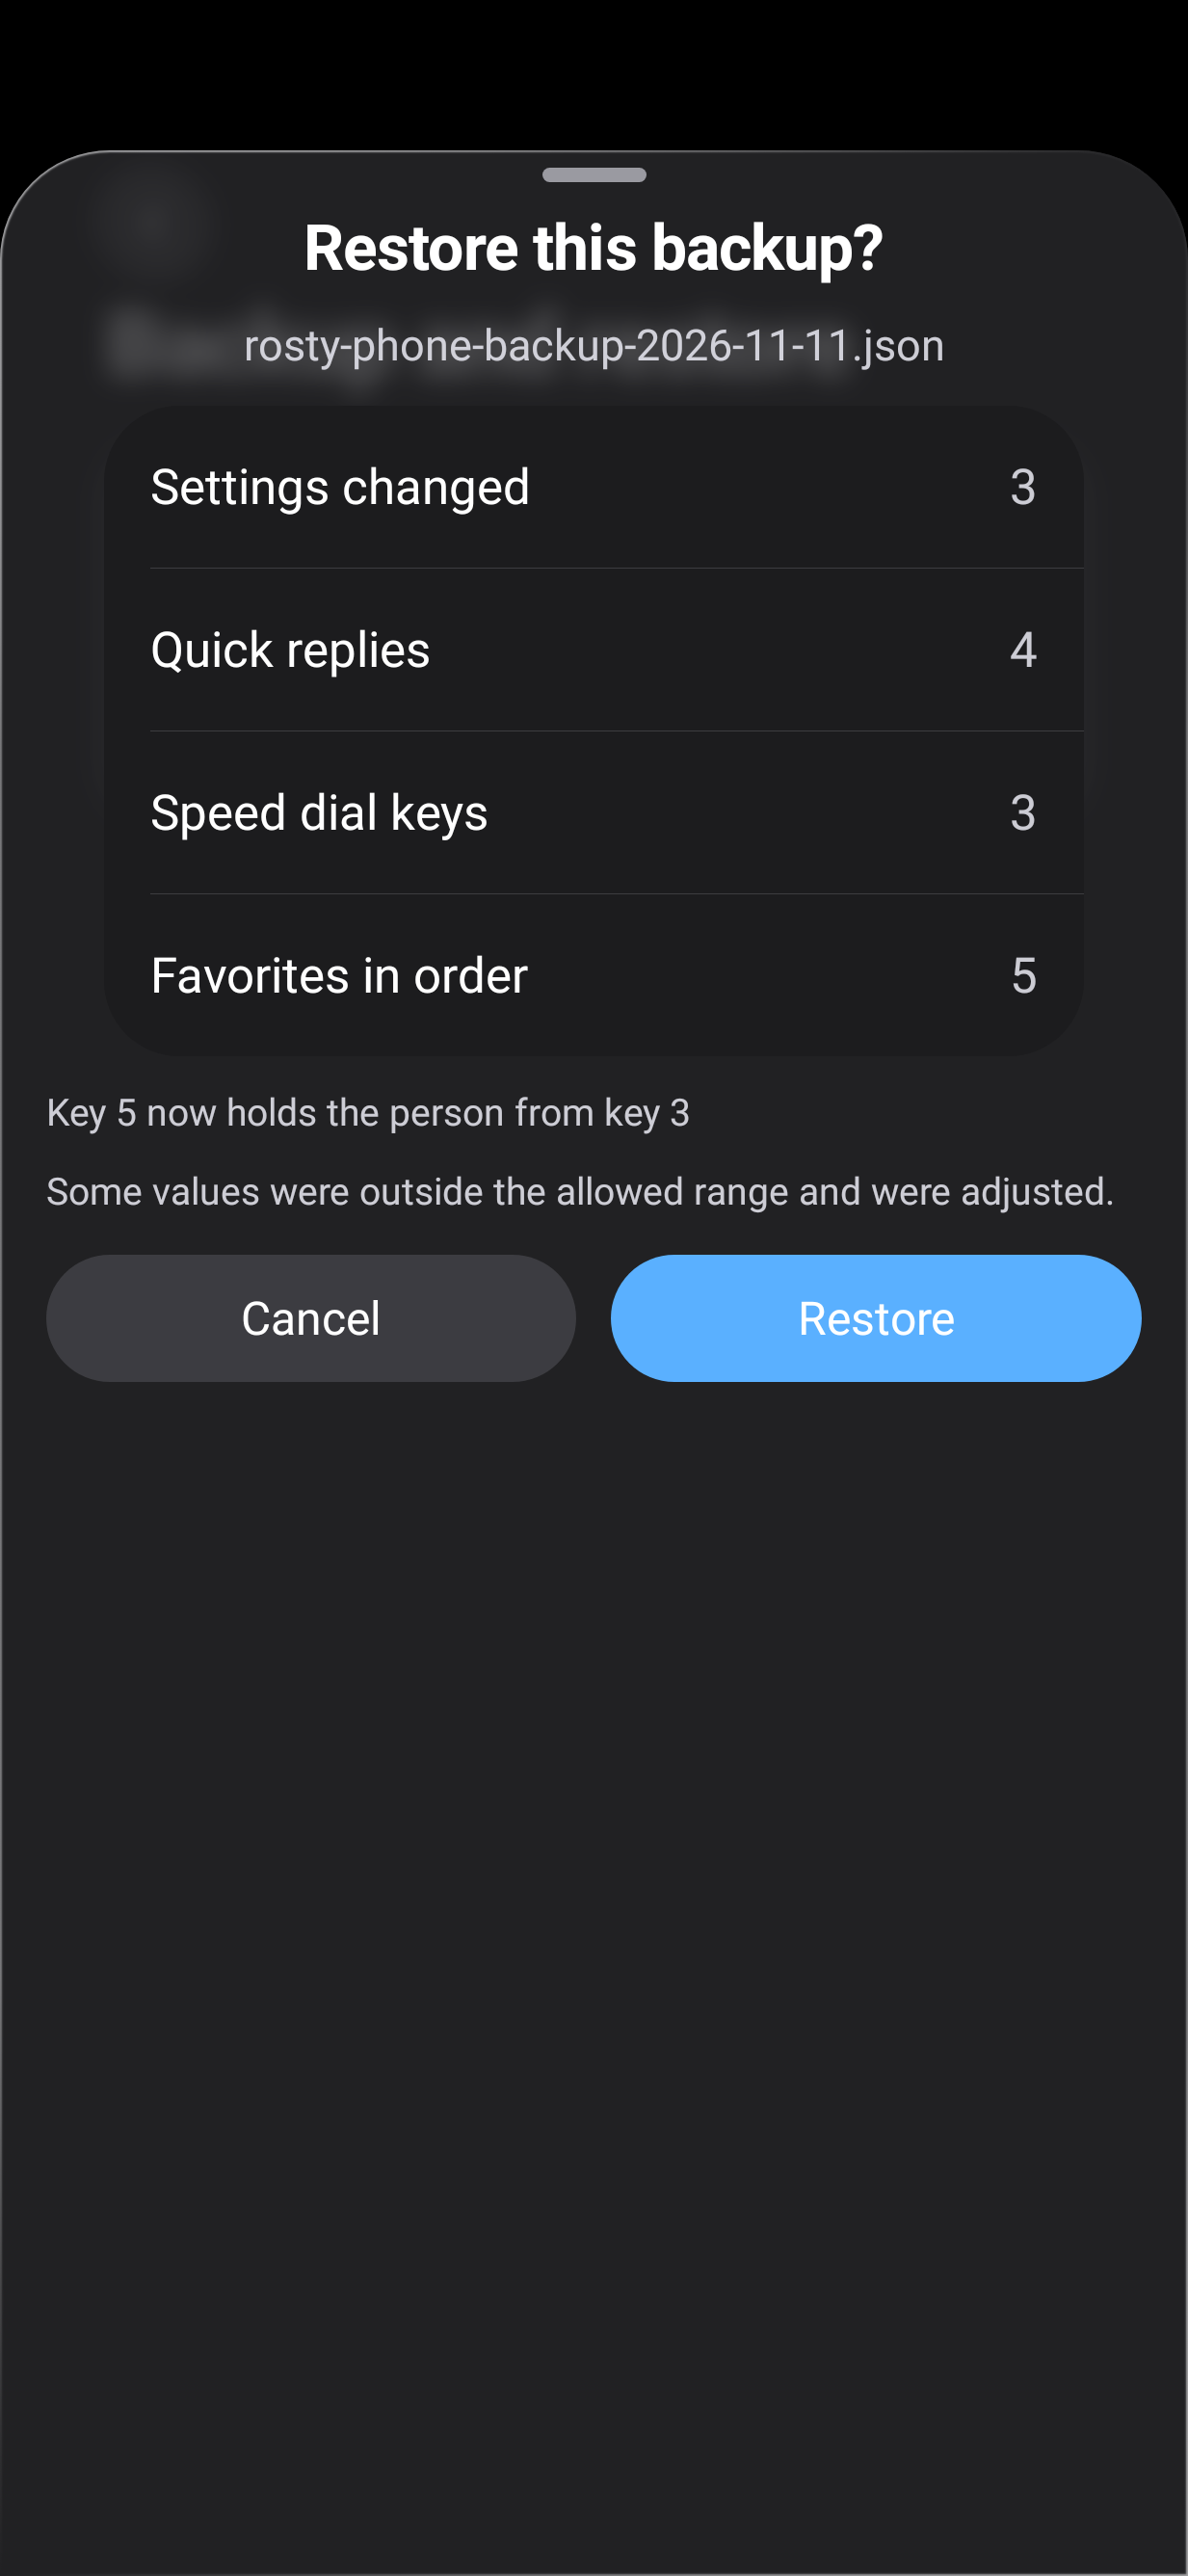 Restore this backup?
rosty-phone-backup-2026-11-11.json
Settings changed 3
Quick replies 4
Speed dial keys 3
Favorites in order 5
Key 5 now holds the person from key 3
Some values were outside the allowed range and were adjusted.
Cancel Restore